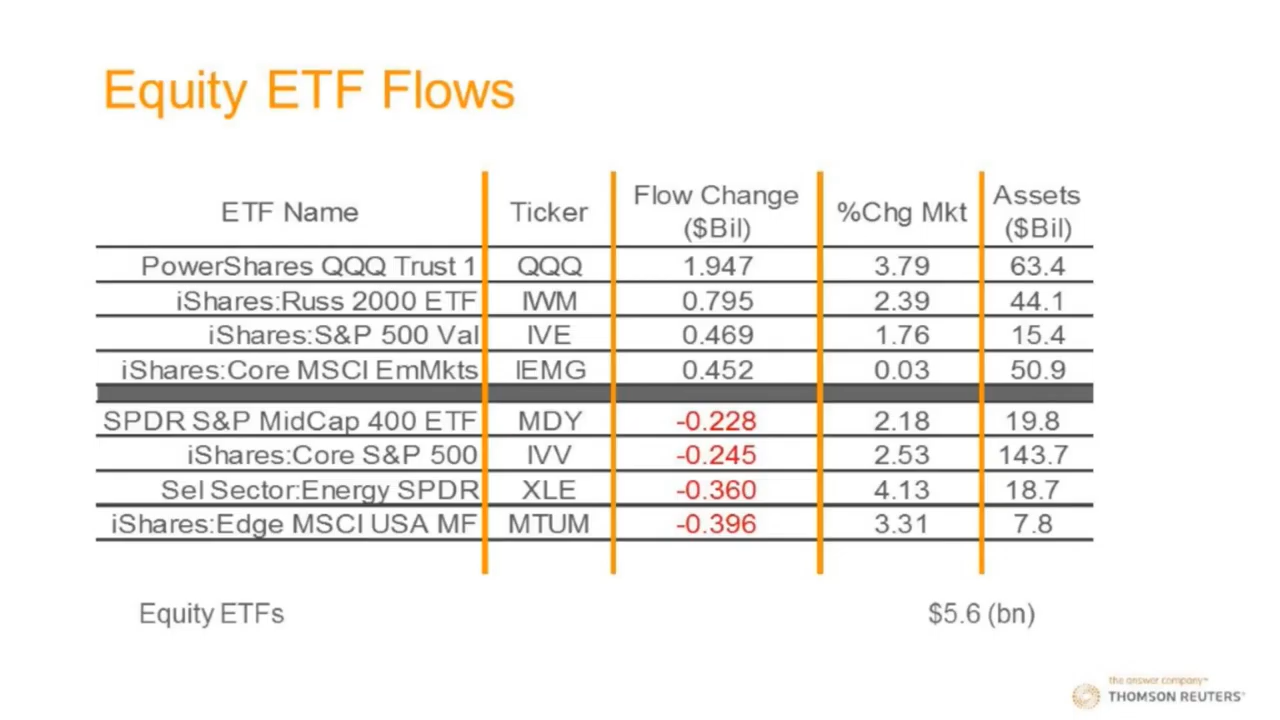 Equity ETF Flows
ETF Name Ticker Flow Change ($Bil) %Chg Mkt Assets ($Bil)
PowerShares QQQ Trust 1 QQQ 1.947 3.79 63.4
iShares:Russ 2000 ETF IWM 0.795 2.39 44.1
iShares:S&P 500 Val IVE 0.469 1.76 15.4
iShares:Core MSCI EmMkts IEMG 0.452 0.03 50.9
SPDR S&P MidCap 400 ETF MDY -0.228 2.18 19.8
iShares:Core S&P 500 IVV -0.245 2.53 143.7
Sel Sector:Energy SPDR XLE -0.360 4.13 18.7
iShares:Edge MSCI USA MF MTUM -0.396 3.31 7.8
Equity ETFs $5.6 (bn)
the answer company™
THOMSON REUTERS®